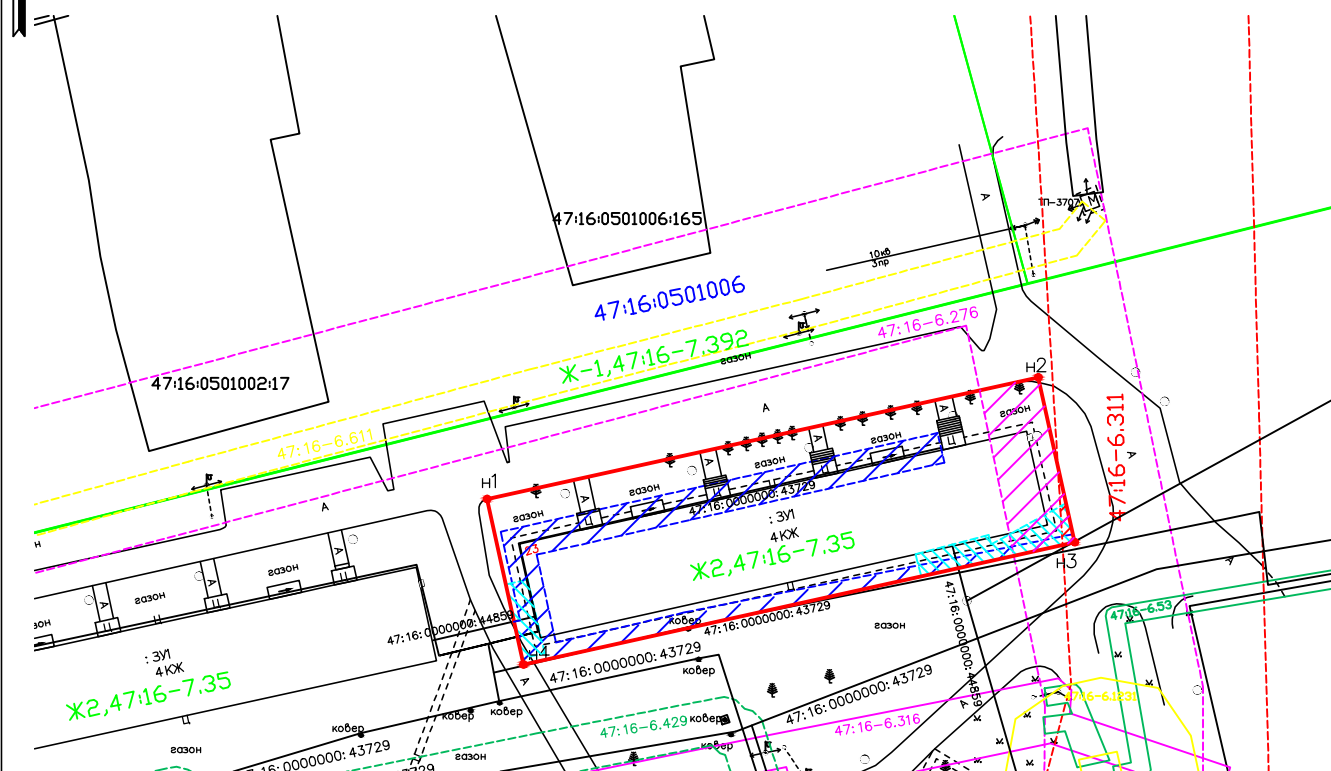 ТП-3707
47:16:0501006:165
10кв
3пр
47:16:0501006
47:16-6.276
Ж-1,47:16-7.392
газон
н2
47:16:0501002:17
А
А
газон
47:16-6.311
А
47:16-6.611
газон
газон
н1
газон
А
А
А
А
47:16:0000000:43729
газон
:ЗУ1
4КЖ
23
Ж2,47:16-7.35
А
А
н3
А
газон
газон
А
А
47:16-6.53
47:16:0000000:44859
ковер
47:16:0000000:43729
газон
47:16:0000000:44859
:ЗУ1
4КЖ
н4
47:16:0000000:43729
А
Ж2,47:16-7.35
47:16:0000000:43729
ковер
ковер
ковер
ковер
47:16-6.429
ковер
47:16-6.316
А
ковер
газон
газон
47:16:0000000:43729